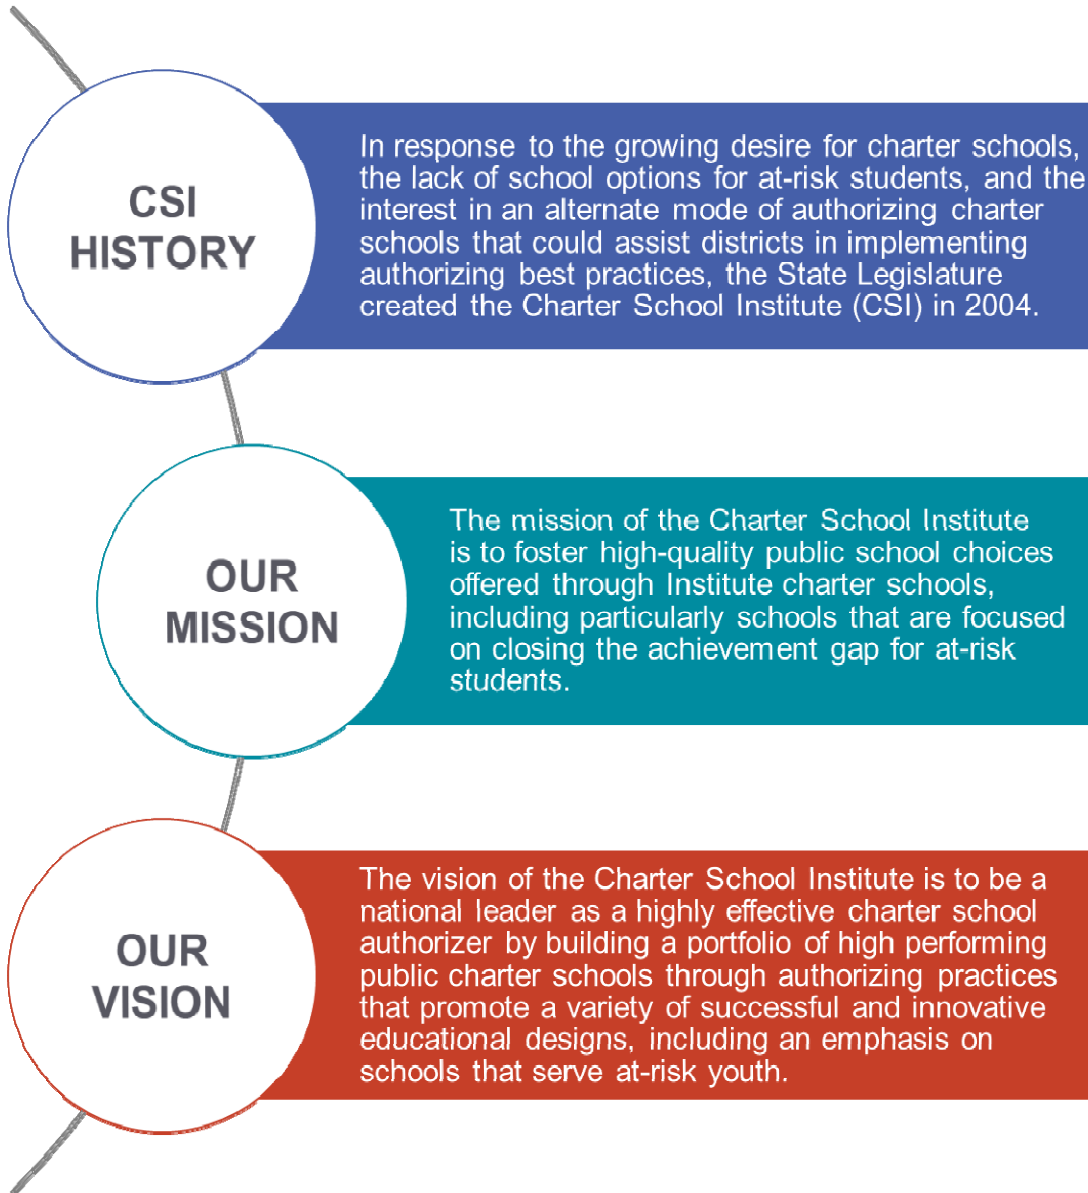 CSI
HISTORY
In response to the growing desire for charter schools,
the lack of school options for at-risk students, and the
interest in an alternate mode of authorizing charter
schools that could assist districts in implementing
authorizing best practices, the State Legislature
created the Charter School Institute (CSI) in 2004.
OUR
MISSION
The mission of the Charter School Institute
is to foster high-quality public school choices
offered through Institute charter schools,
including particularly schools that are focused
on closing the achievement gap for at-risk
students.
OUR
VISION
The vision of the Charter School Institute is to be a
national leader as a highly effective charter school
authorizer by building a portfolio of high performing
public charter schools through authorizing practices
that promote a variety of successful and innovative
educational designs, including an emphasis on
schools that serve at-risk youth.